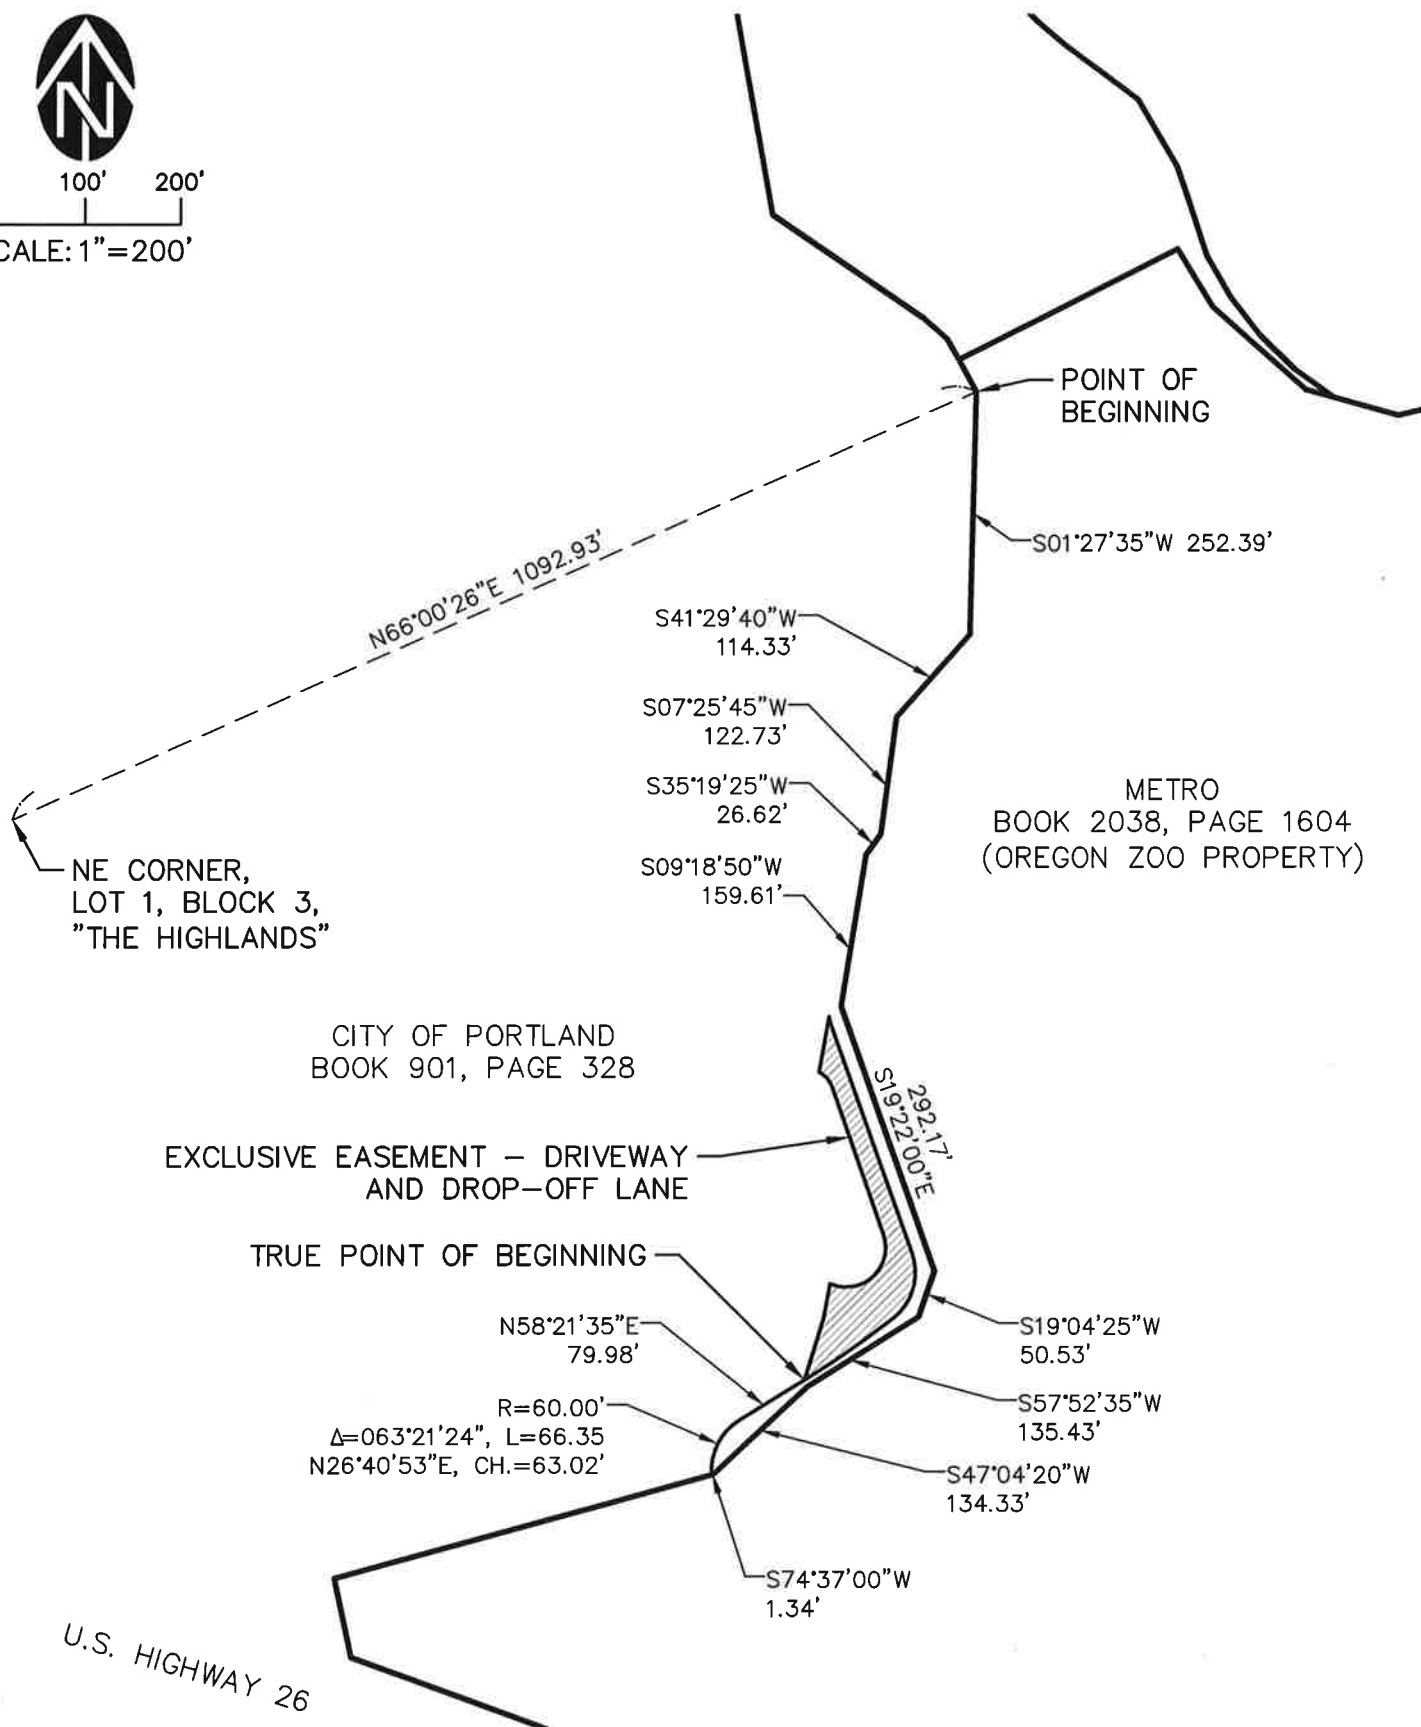 N
100' 200'
CALE: 1"=200'
POINT OF
BEGINNING
S01°27'35"W 252.39'
N66°00'26"E 1092.93'
S41°29'40"W
114.33'
S07°25'45"W
122.73'
S35°19'25"W
26.62'
S09°18'50"W
159.61'
METRO
BOOK 2038, PAGE 1604
(OREGON ZOO PROPERTY)
NE CORNER,
LOT 1, BLOCK 3,
"THE HIGHLANDS"
CITY OF PORTLAND
BOOK 901, PAGE 328
292.17'
S19°22'00"E
EXCLUSIVE EASEMENT – DRIVEWAY
AND DROP–OFF LANE
TRUE POINT OF BEGINNING
N58°21'35"E
79.98'
S19°04'25"W
50.53'
R=60.00'
Δ=063°21'24", L=66.35
N26°40'53"E, CH.=63.02'
S57°52'35"W
135.43'
S47°04'20"W
134.33'
S74°37'00"W
1.34'
U.S. HIGHWAY 26